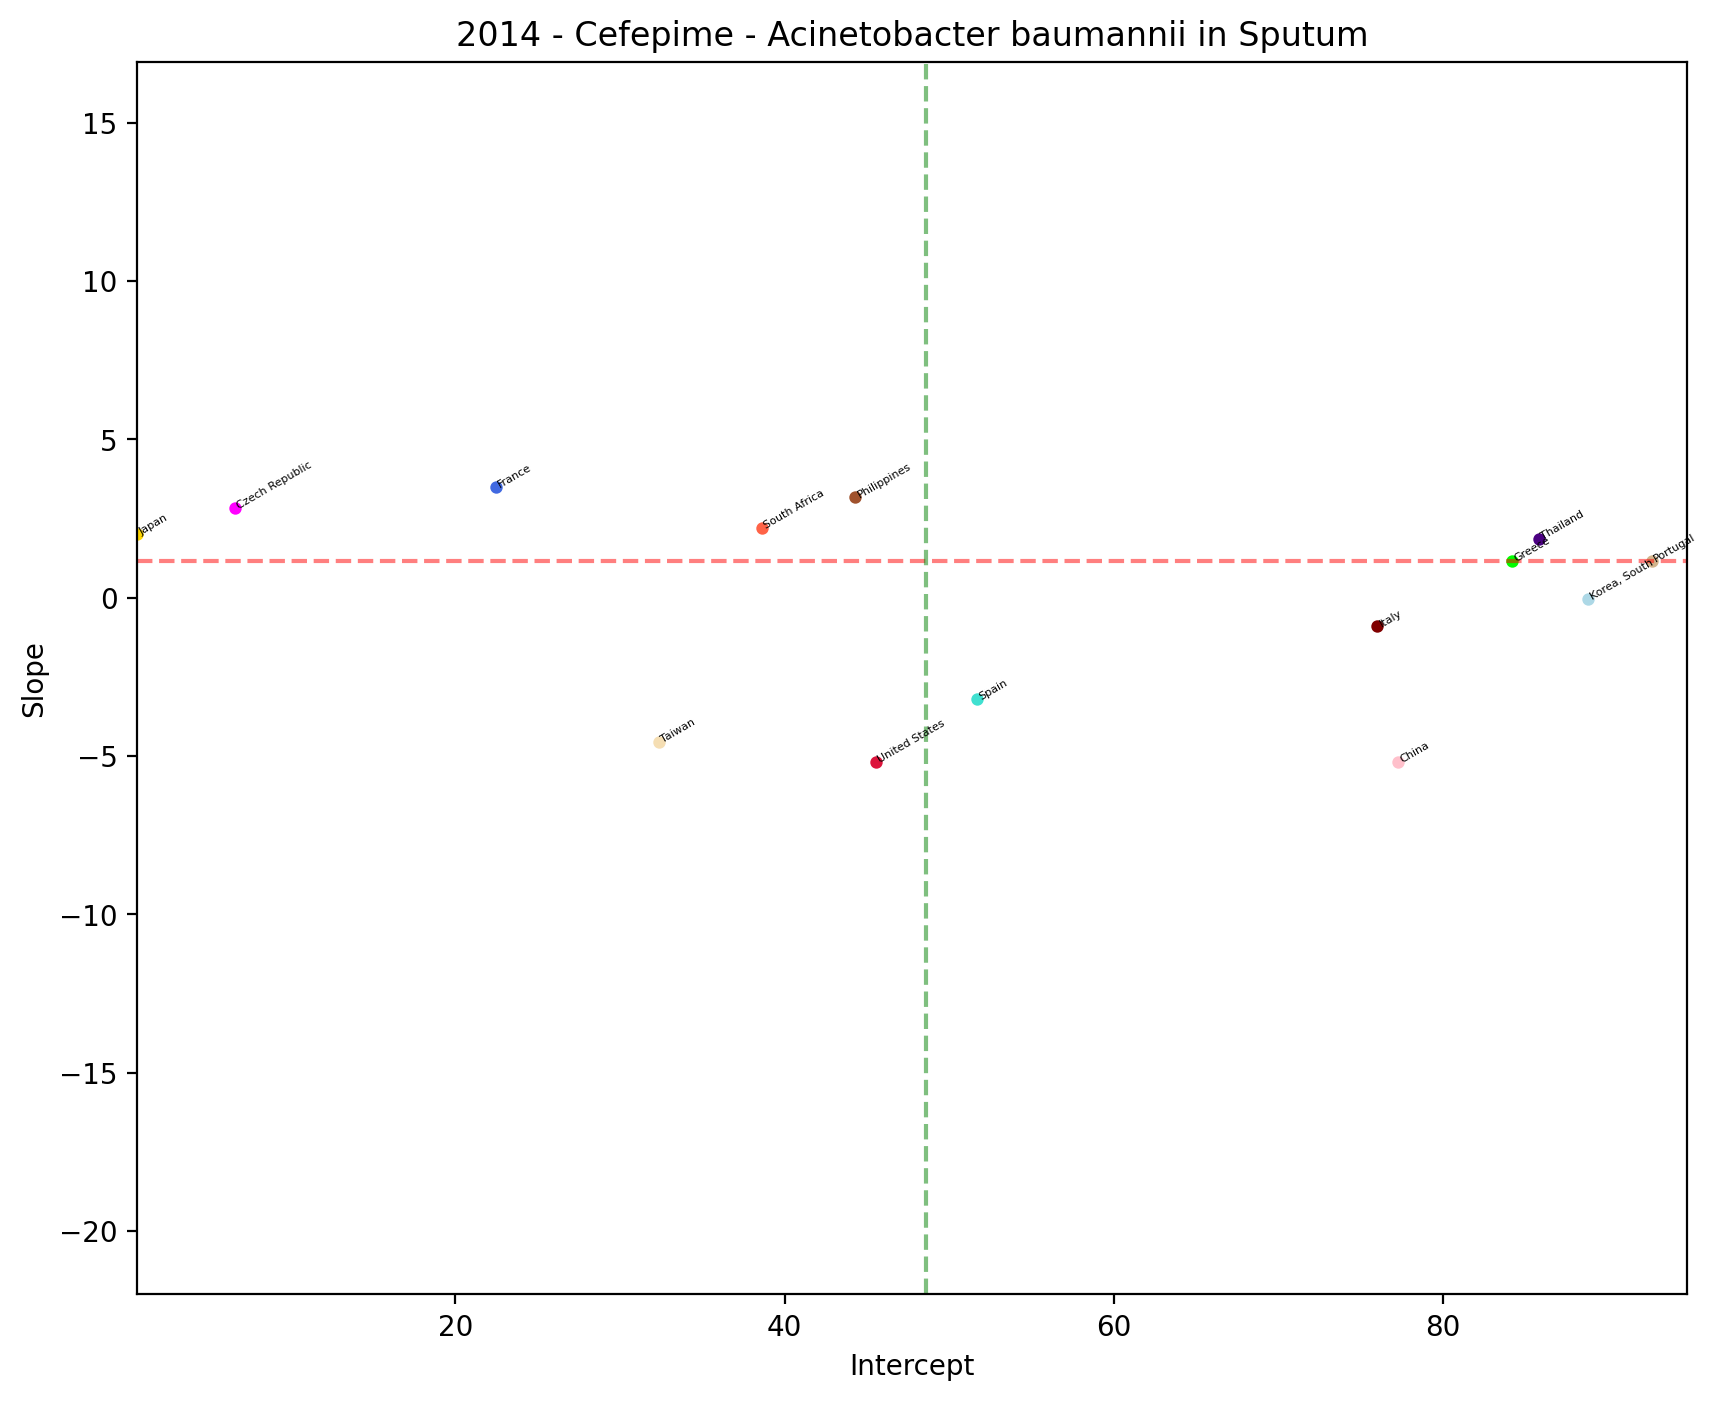 2014 - Cefepime - Acinetobacter baumannii in Sputum
15
10
5
0
−5
−10
−15
−20
Slope
Japan
Czech Republic
France
South Africa
Philippines
Taiwan
United States
Spain
Italy
China
Greece
Thailand
Korea, South
Portugal
20
40
60
80
Intercept